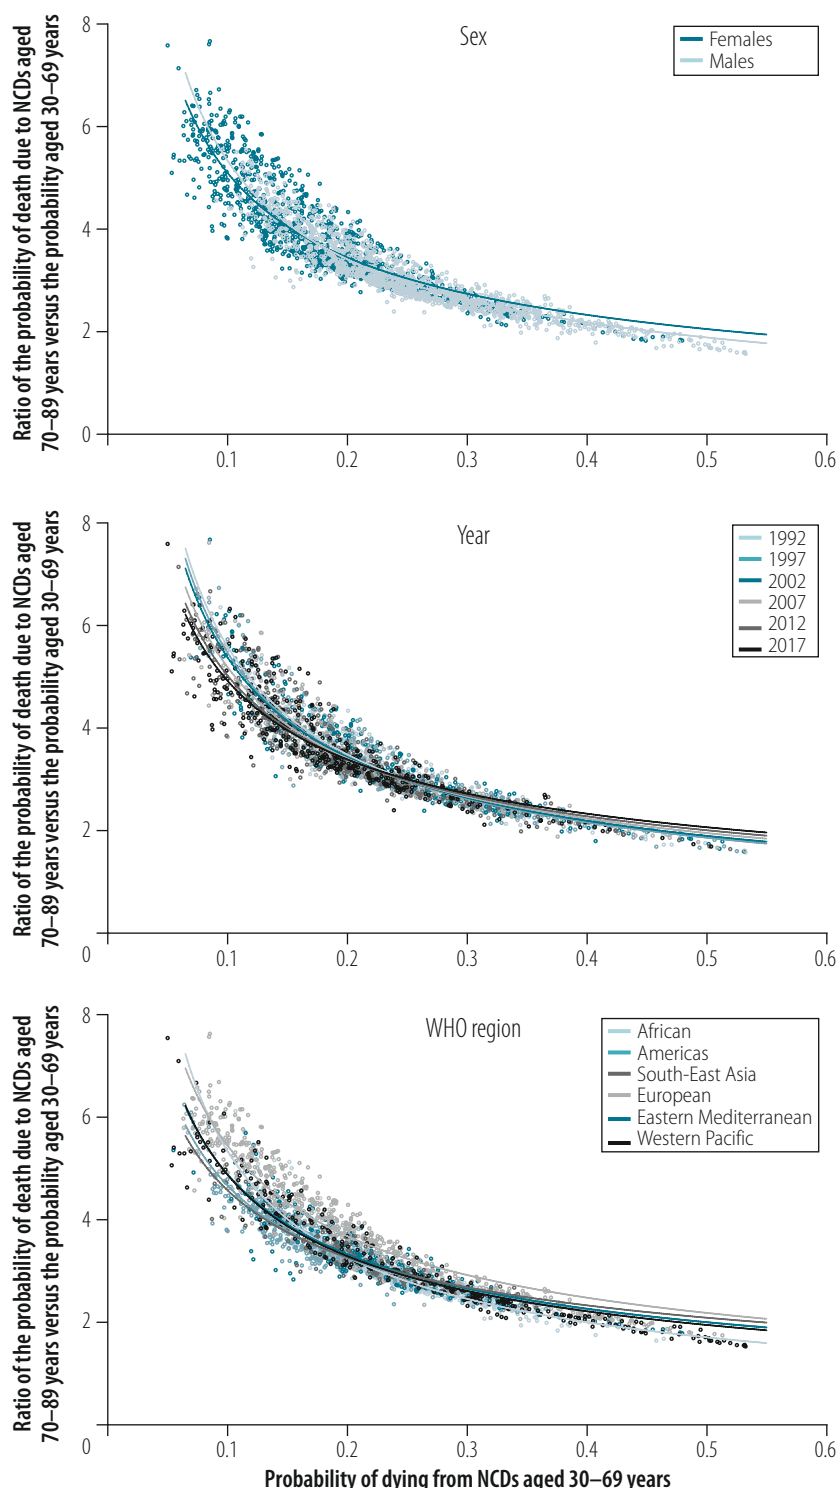 Sex
Females
Males
Ratio of the probability of death due to NCDs aged
70–89 years versus the probability aged 30–69 years
8
6
4
2
0
0.1 0.2 0.3 0.4 0.5 0.6
Year
1992
1997
2002
2007
2012
2017
Ratio of the probability of death due to NCDs aged
70–89 years versus the probability aged 30–69 years
8
6
4
2
0
0.1 0.2 0.3 0.4 0.5 0.6
WHO region
African
Americas
South-East Asia
European
Eastern Mediterranean
Western Pacific
Ratio of the probability of death due to NCDs aged
70–89 years versus the probability aged 30–69 years
8
6
4
2
0
0.1 0.2 0.3 0.4 0.5 0.6
Probability of dying from NCDs aged 30–69 years